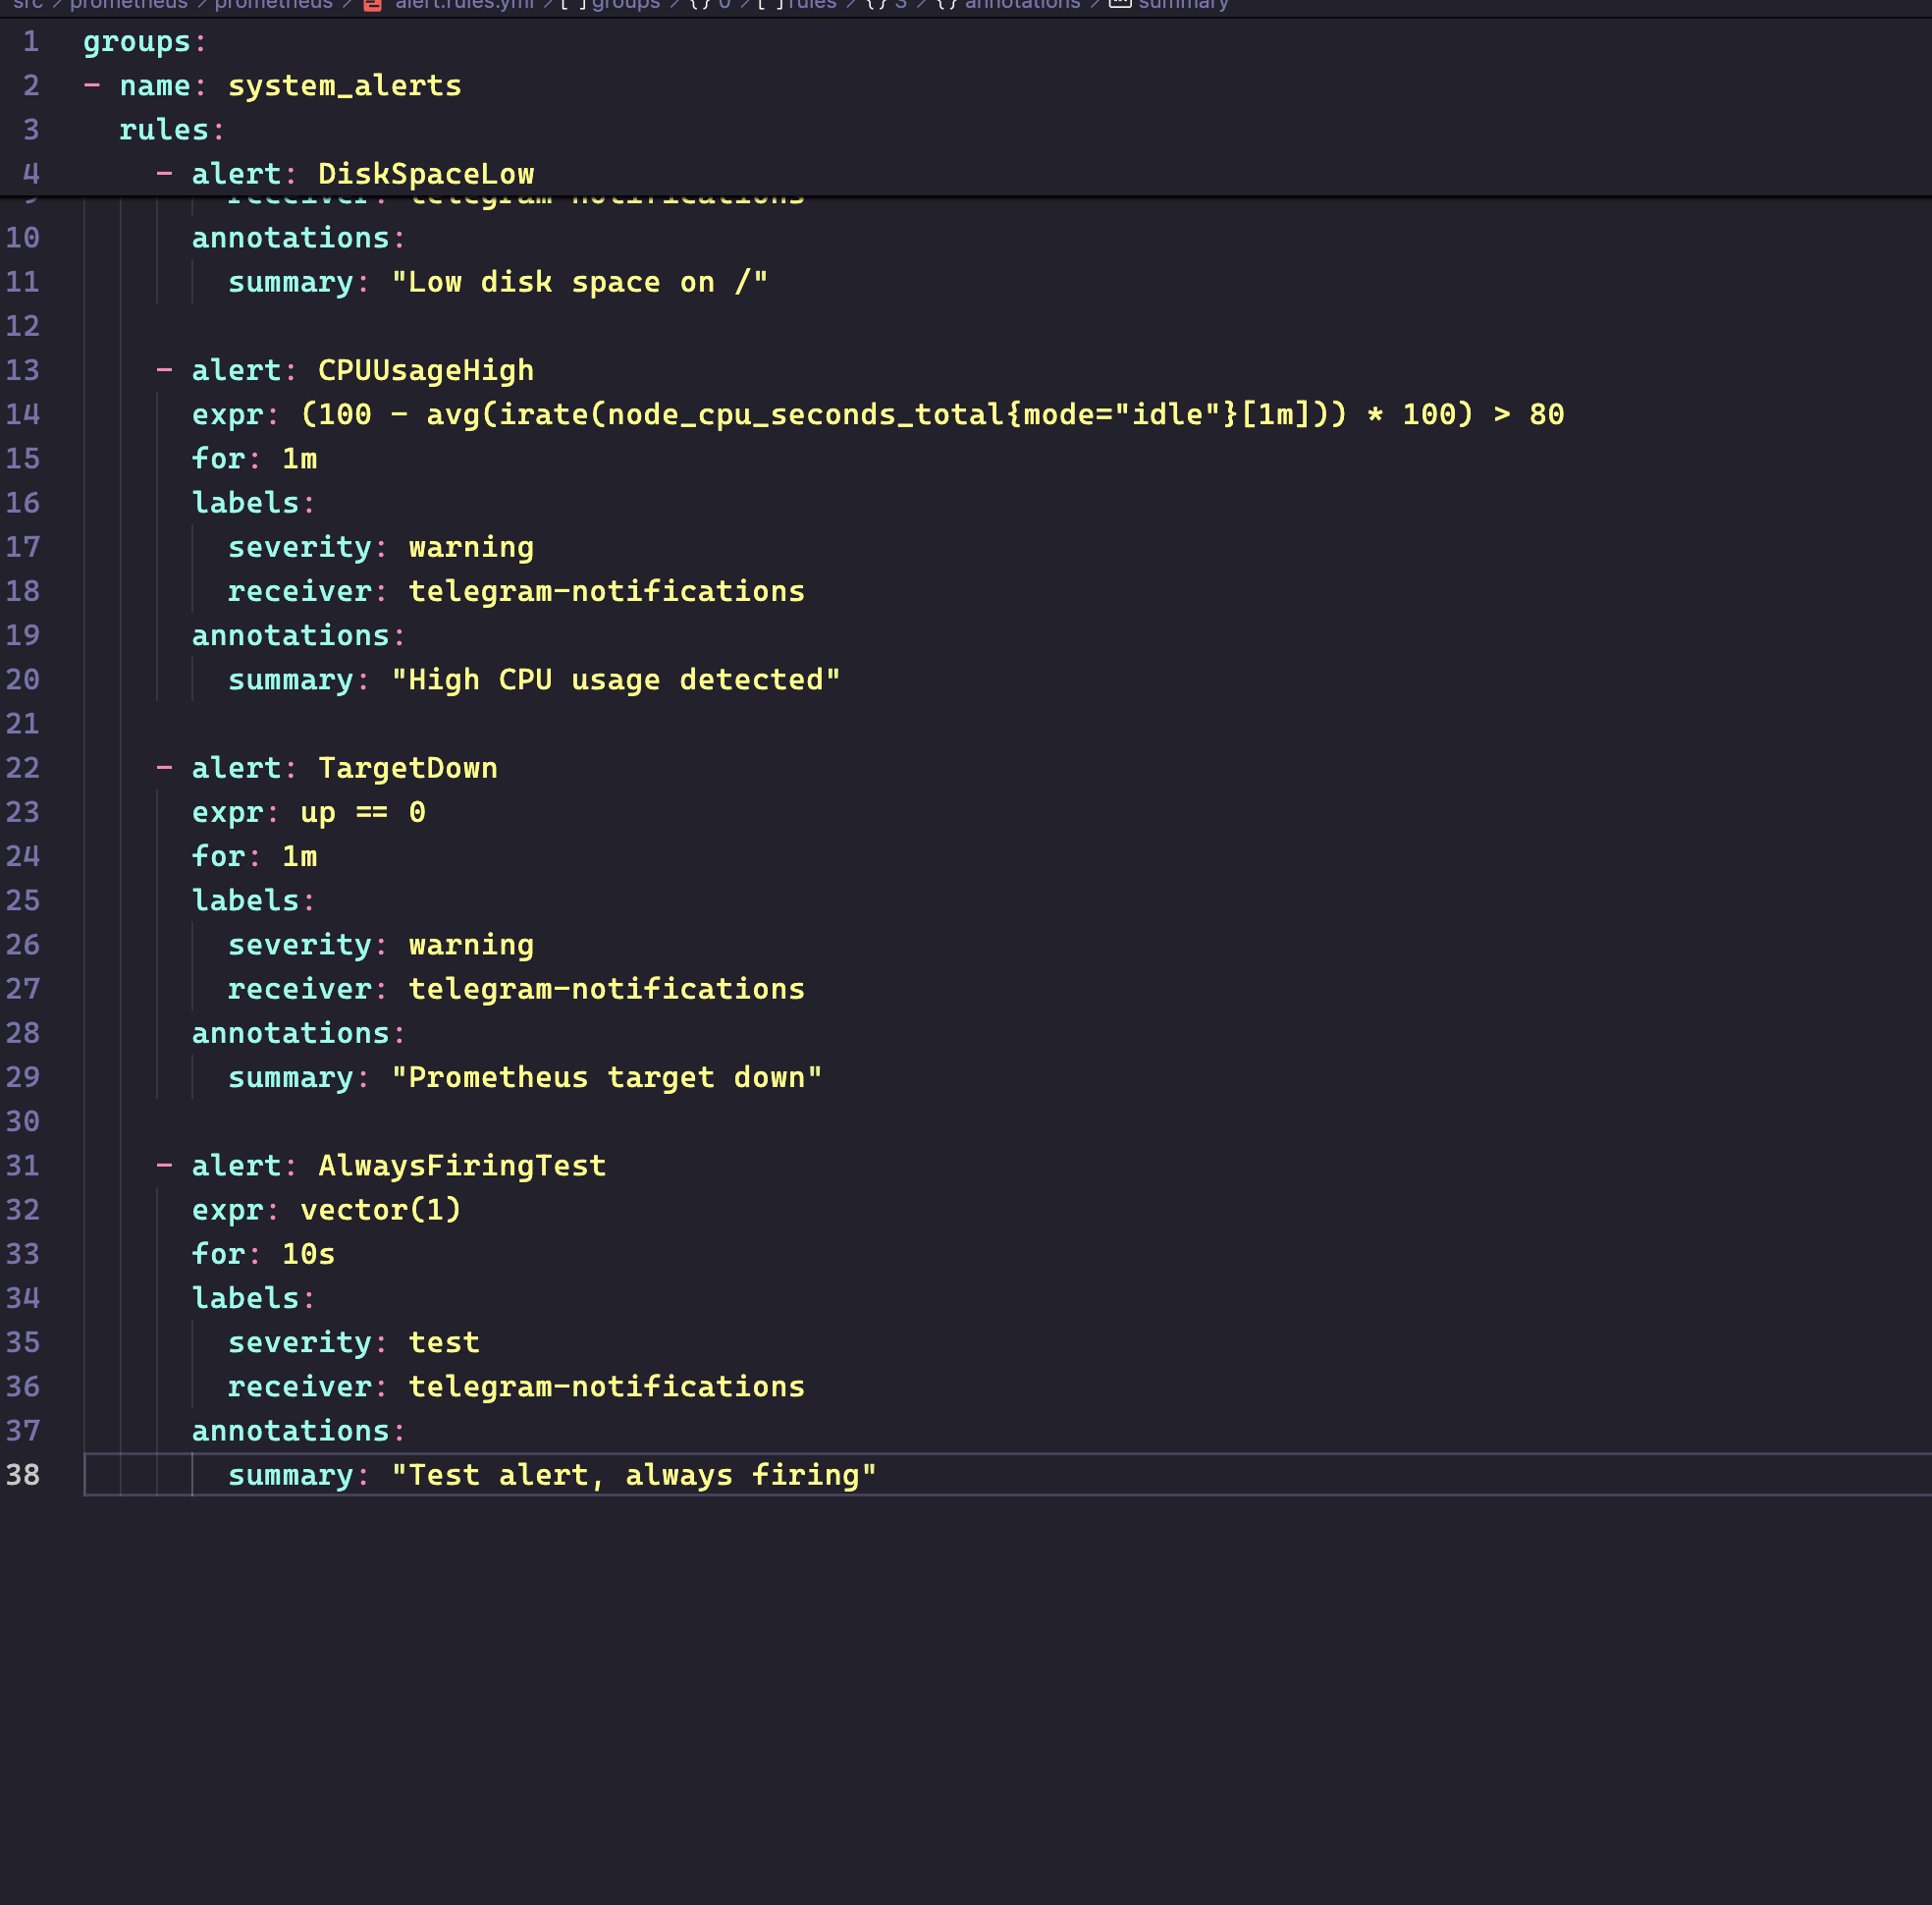 src > prometheus > prometheus > alert.rules.yml > [ ] groups > {} 0 > [ ] rules > {} 3 > {} annotations > summary
1 groups:
2 - name: system_alerts
3 rules:
4 - alert: DiskSpaceLow
9 receiver: telegram-notifications
10 annotations:
11 summary: "Low disk space on /"
12
13 - alert: CPUUsageHigh
14 expr: (100 - avg(irate(node_cpu_seconds_total{mode="idle"}[1m])) * 100) > 80
15 for: 1m
16 labels:
17 severity: warning
18 receiver: telegram-notifications
19 annotations:
20 summary: "High CPU usage detected"
21
22 - alert: TargetDown
23 expr: up == 0
24 for: 1m
25 labels:
26 severity: warning
27 receiver: telegram-notifications
28 annotations:
29 summary: "Prometheus target down"
30
31 - alert: AlwaysFiringTest
32 expr: vector(1)
33 for: 10s
34 labels:
35 severity: test
36 receiver: telegram-notifications
37 annotations:
38 summary: "Test alert, always firing"